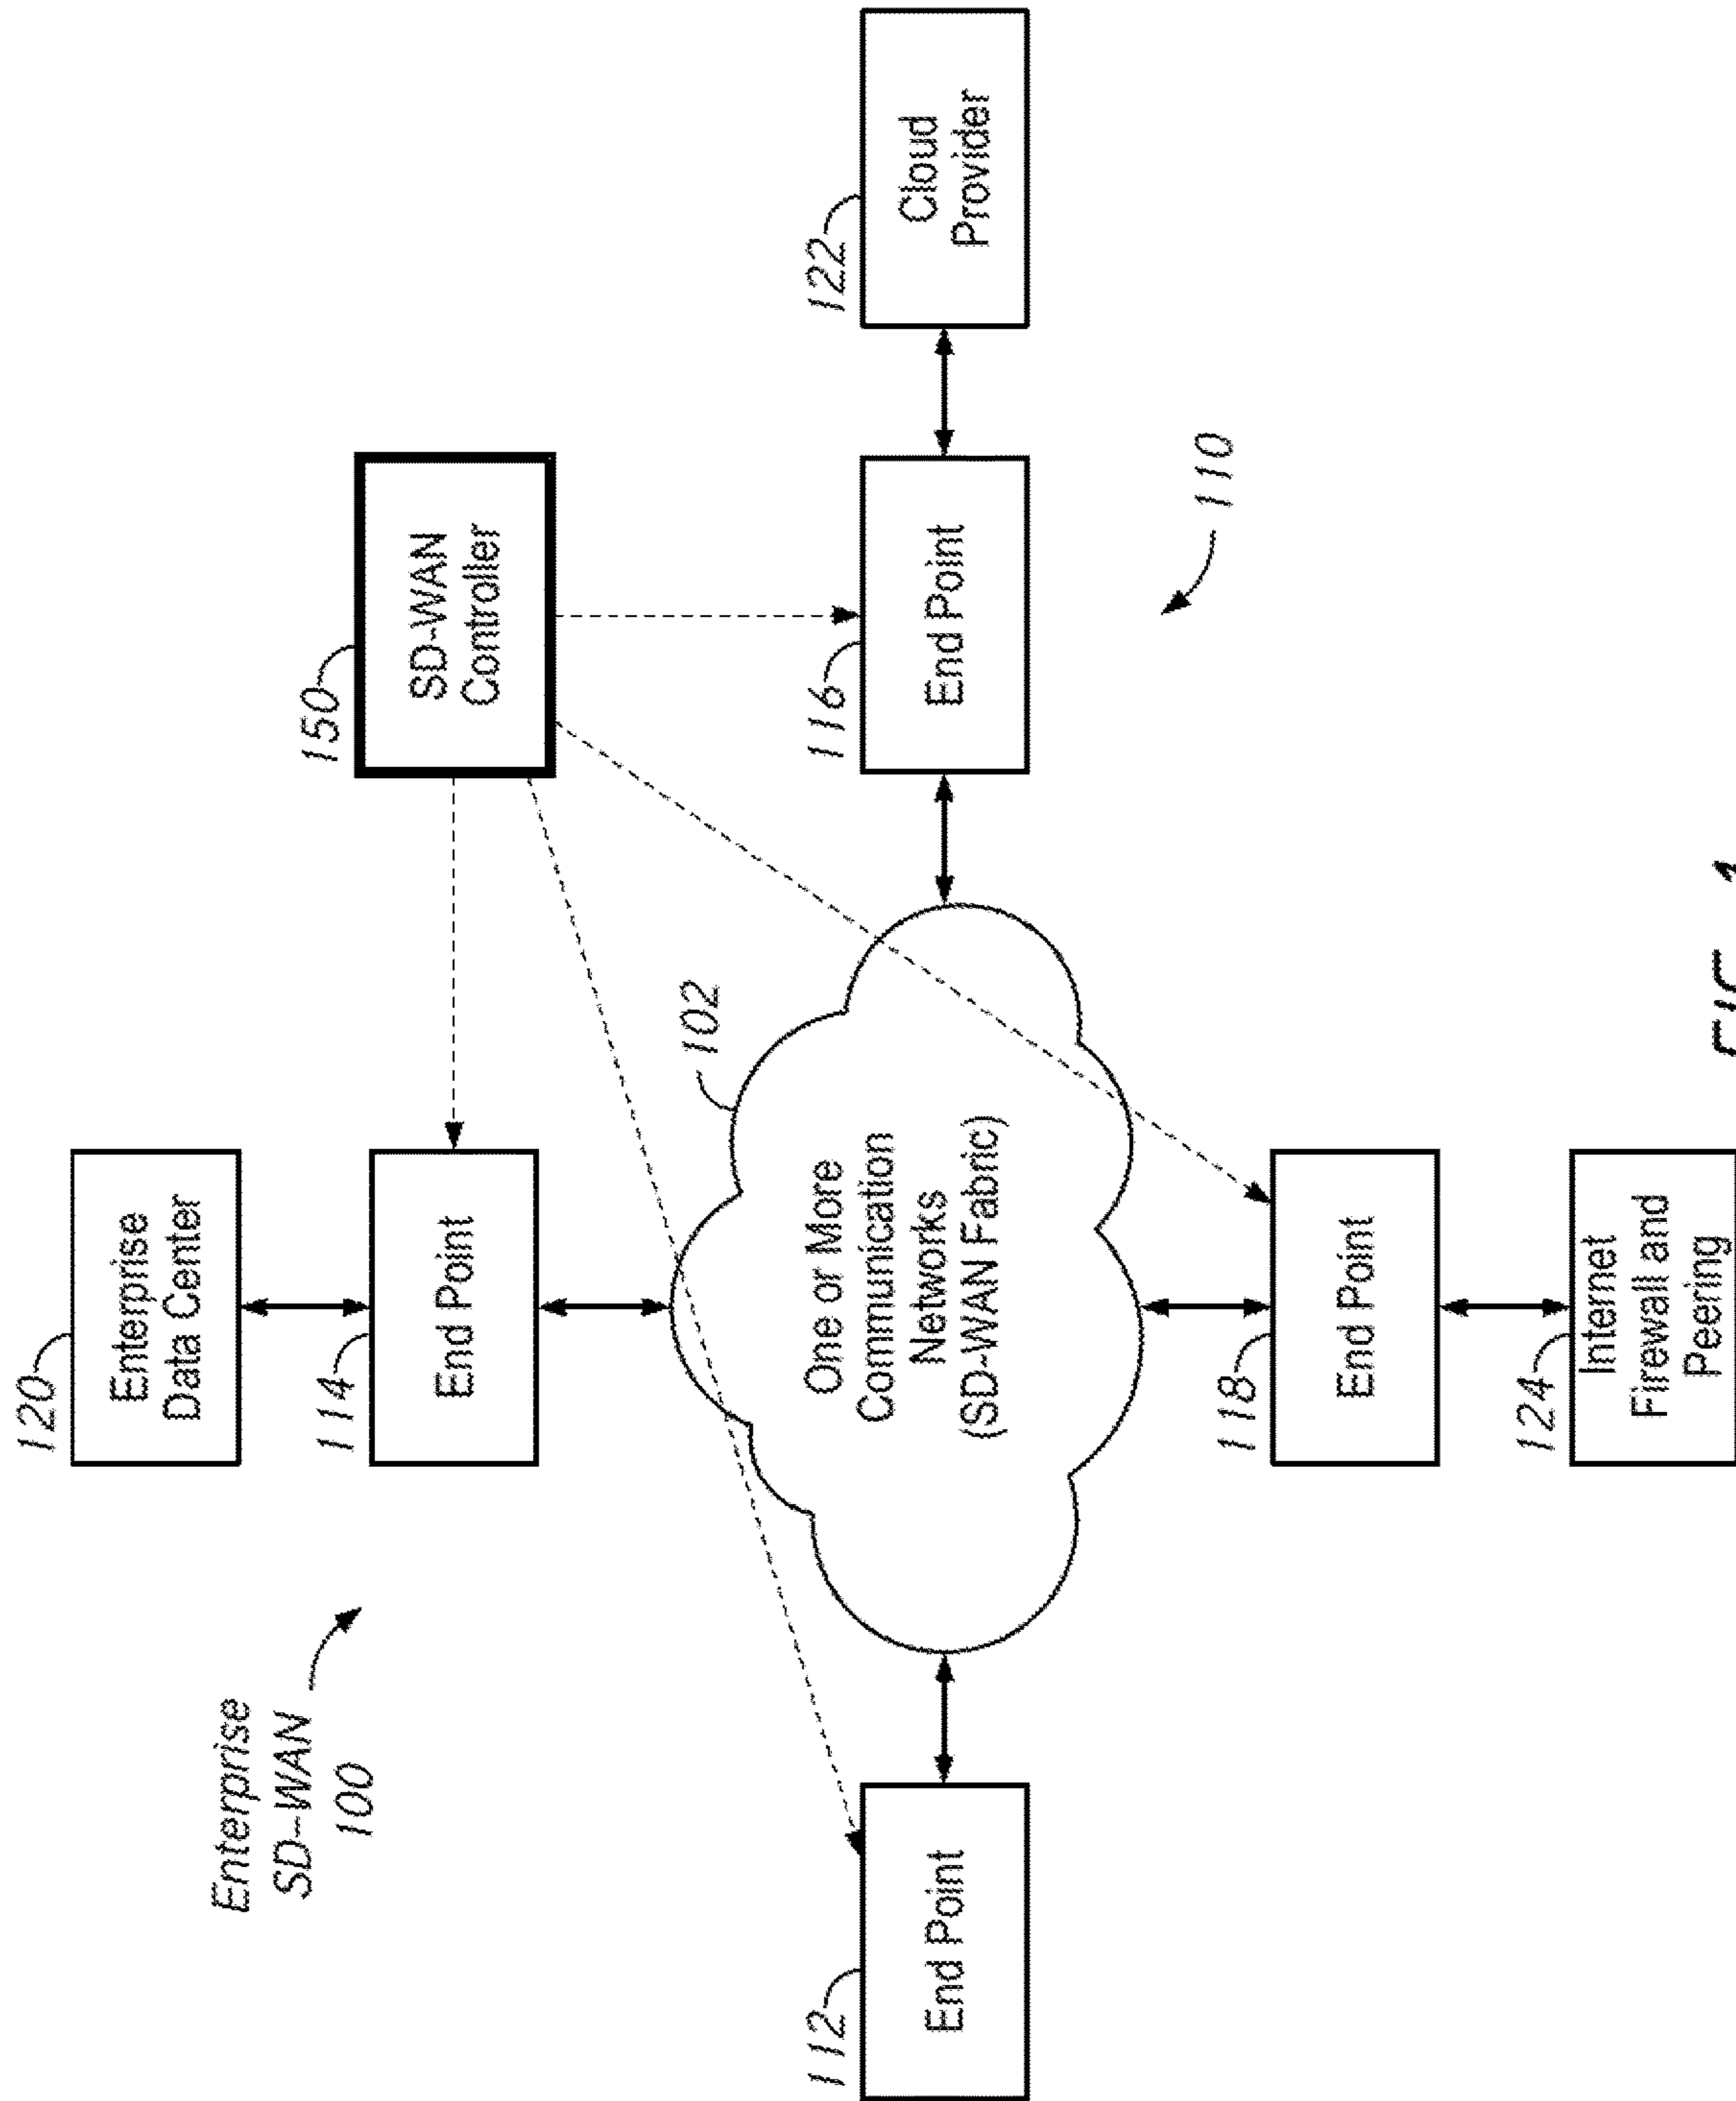 Enterprise
SD-WAN
100
120
Enterprise
Data Center
114
End Point
150
SD-WAN
Controller
102
One or More
Communication
Networks
(SD-WAN Fabric)
112
End Point
116
End Point
122
Cloud
Provider
110
118
End Point
124
Internet
Firewall and
Peering
FIG. 1